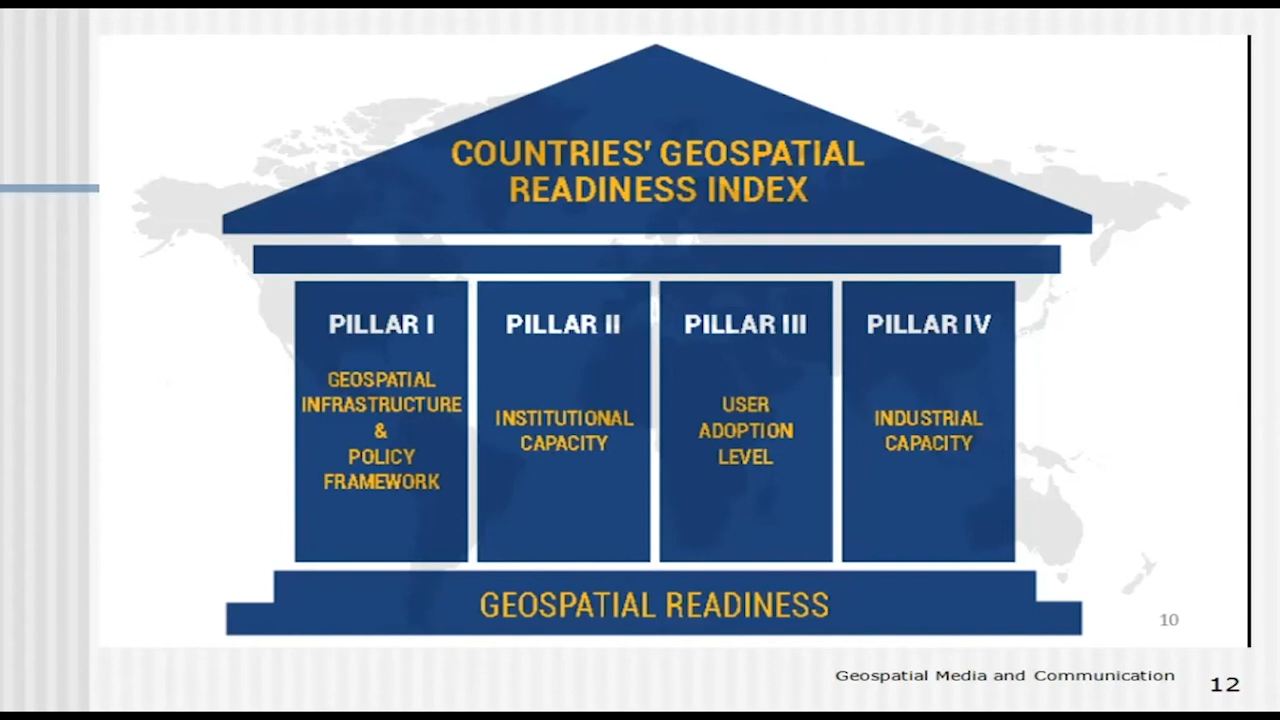 COUNTRIES' GEOSPATIAL
READINESS INDEX
PILLAR I
GEOSPATIAL
INFRASTRUCTURE
&
POLICY
FRAMEWORK
PILLAR II
INSTITUTIONAL
CAPACITY
PILLAR III
USER
ADOPTION
LEVEL
PILLAR IV
INDUSTRIAL
CAPACITY
GEOSPATIAL READINESS
10
Geospatial Media and Communication
12